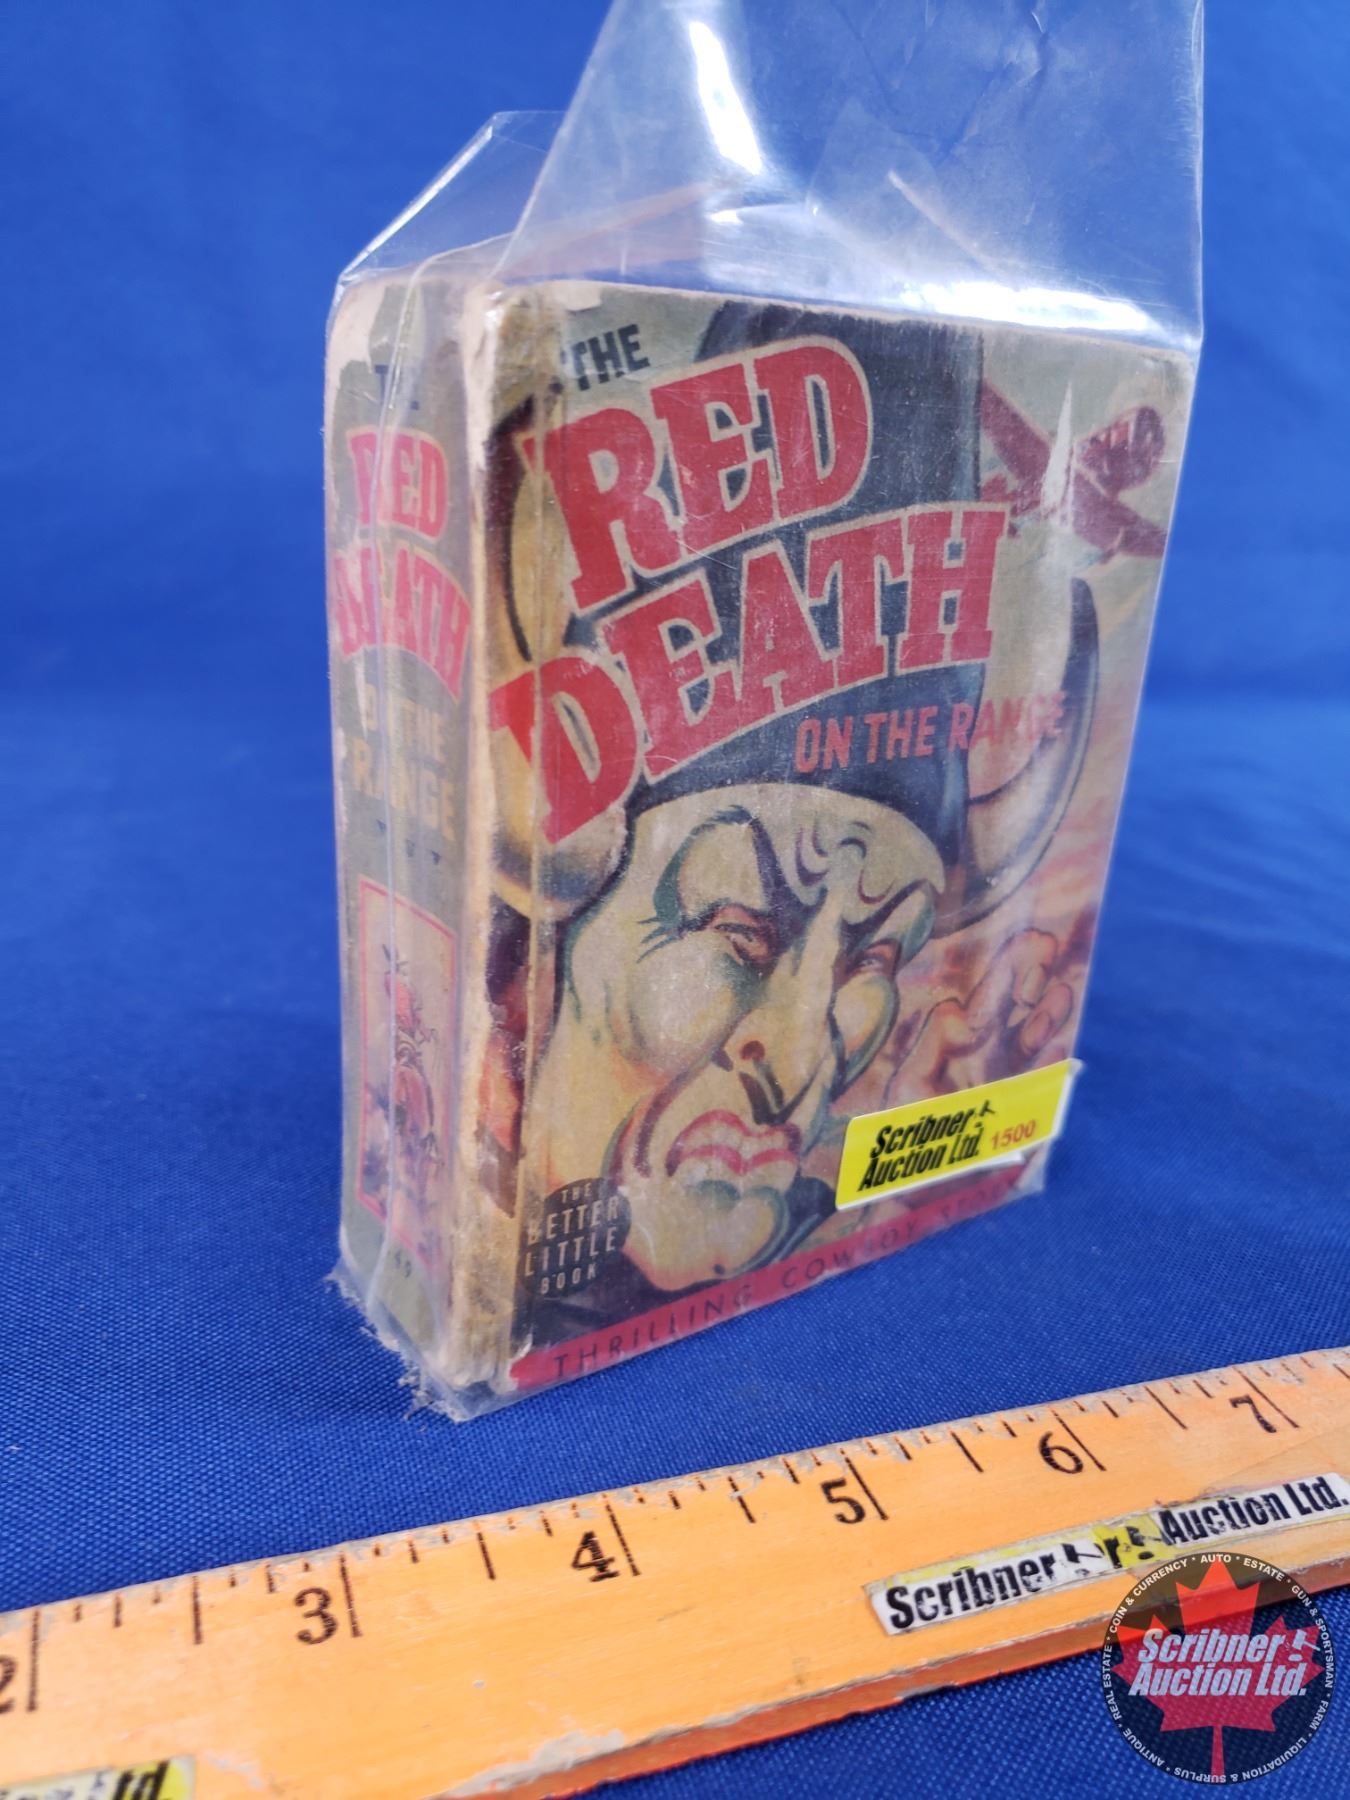 THE
RED
DEATH
ON THE RANGE
RED
DEATH
THE
RANGE
THE
BETTER
LITTLE
BOOK
THRILLING COWBOY STORY
Scribner
Auction Ltd. 1500
2 3 4 5 6 7
Scribner Auction Ltd.
Ltd.
Scribner
Auction Ltd.
COIN & CURRENCY • AUTO • ESTATE • GUN & SPORTSMAN • FARM • LIQUIDATION & SURPLUS • ANTIQUE • REAL ESTATE •